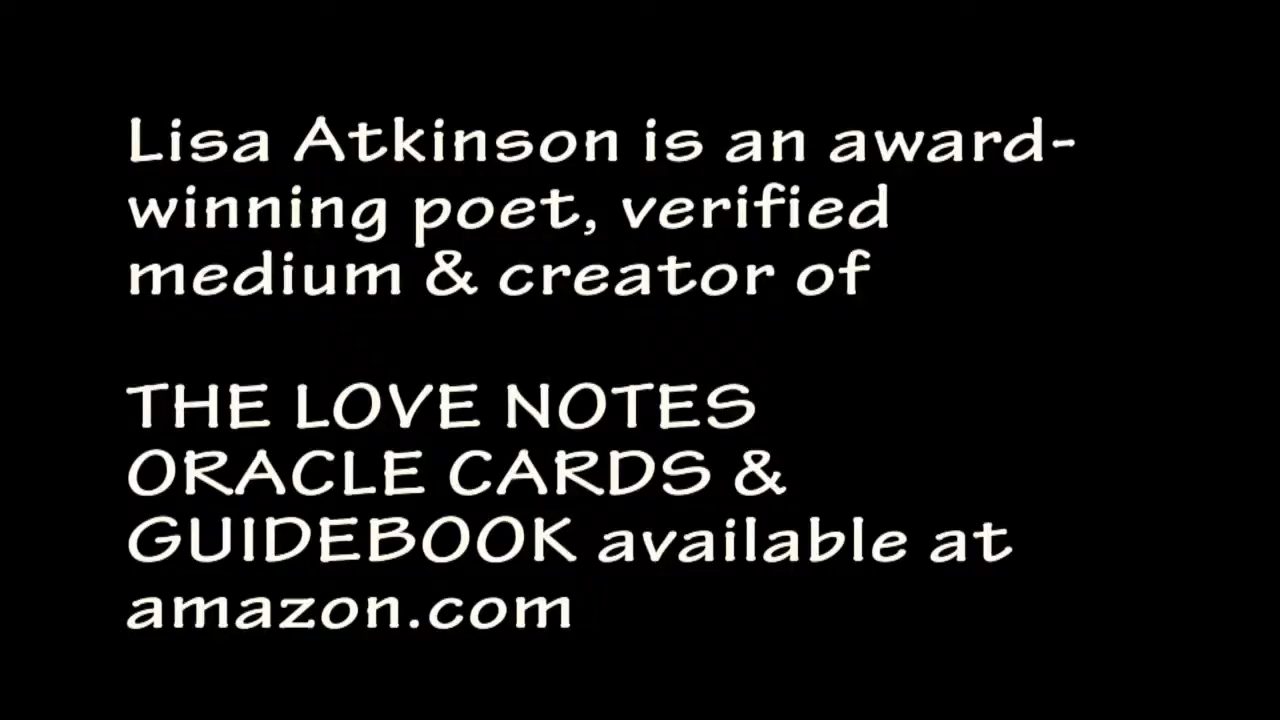 Lisa Atkinson is an award-
winning poet, verified
medium & creator of
THE LOVE NOTES
ORACLE CARDS &
GUIDEBOOK available at
amazon.com